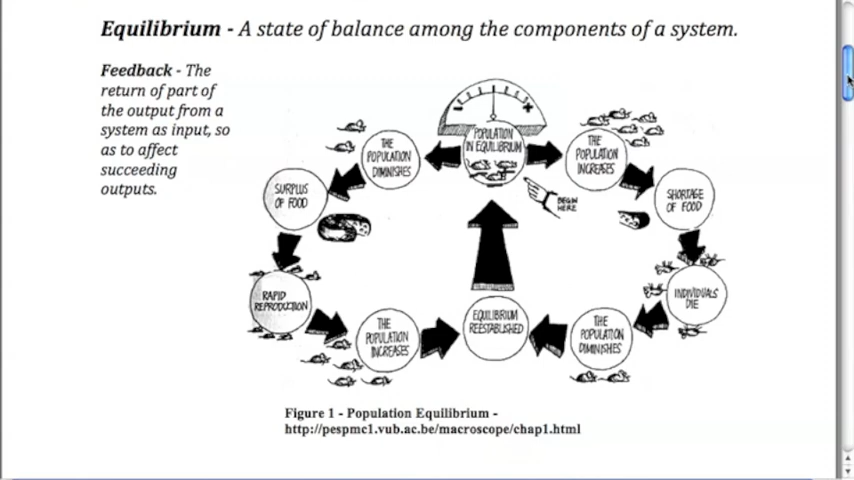 Equilibrium - A state of balance among the components of a system.
Feedback - The
return of part of
the output from a
system as input, so
as to affect
succeeding
outputs.
- +
POPULATION
IN EQUILIBRIUM
THE
POPULATION
DIMINISHES
THE
POPULATION
INCREASES
SURPLUS
OF FOOD
BEGIN
HERE
SHORTAGE
OF FOOD
RAPID
REPRODUCTION
INDIVIDUALS
DIE
THE
POPULATION
INCREASES
EQUILIBRIUM
REESTABLISHED
THE
POPULATION
DIMINISHES
Figure 1 - Population Equilibrium -
http://pespmc1.vub.ac.be/macroscope/chap1.html